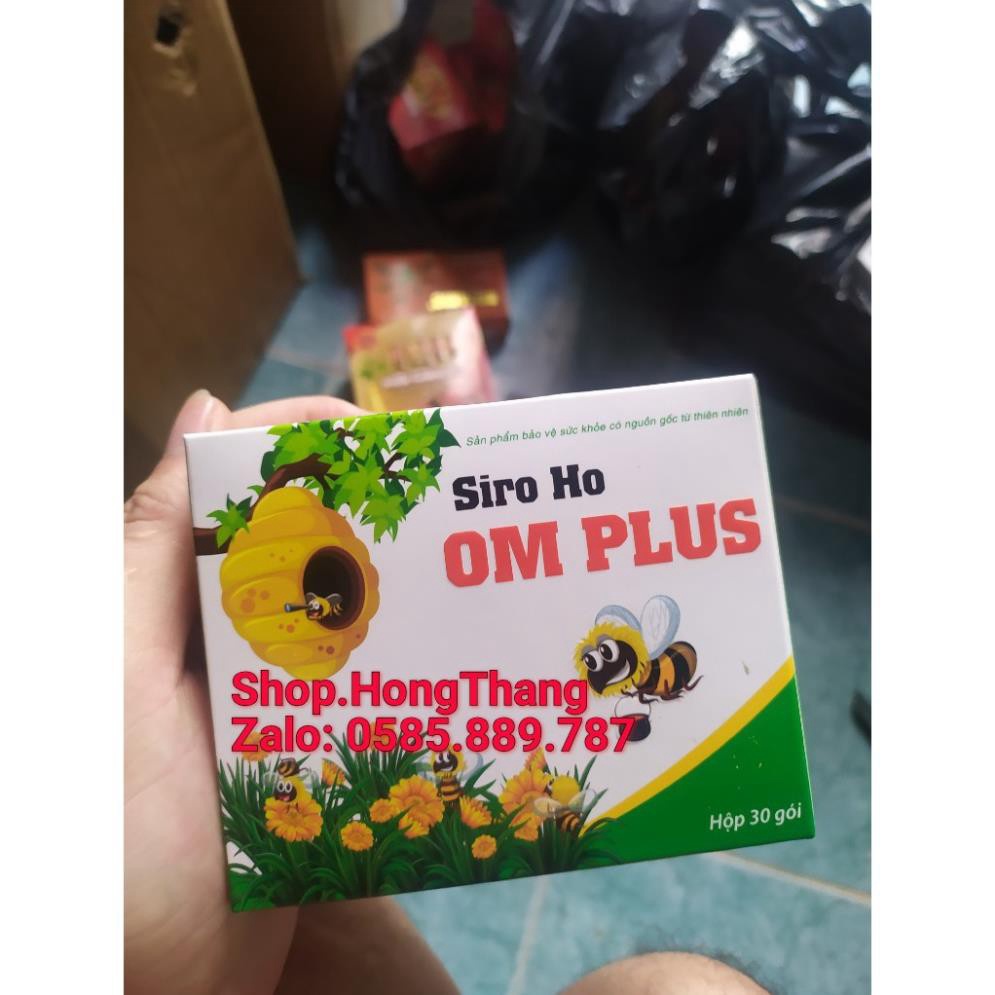 Sản phẩm bảo vệ sức khỏe có nguồn gốc từ thiên nhiên
Siro Ho
OM PLUS
Shop.HongThang
Zalo: 0585.889.787
Hộp 30 gói